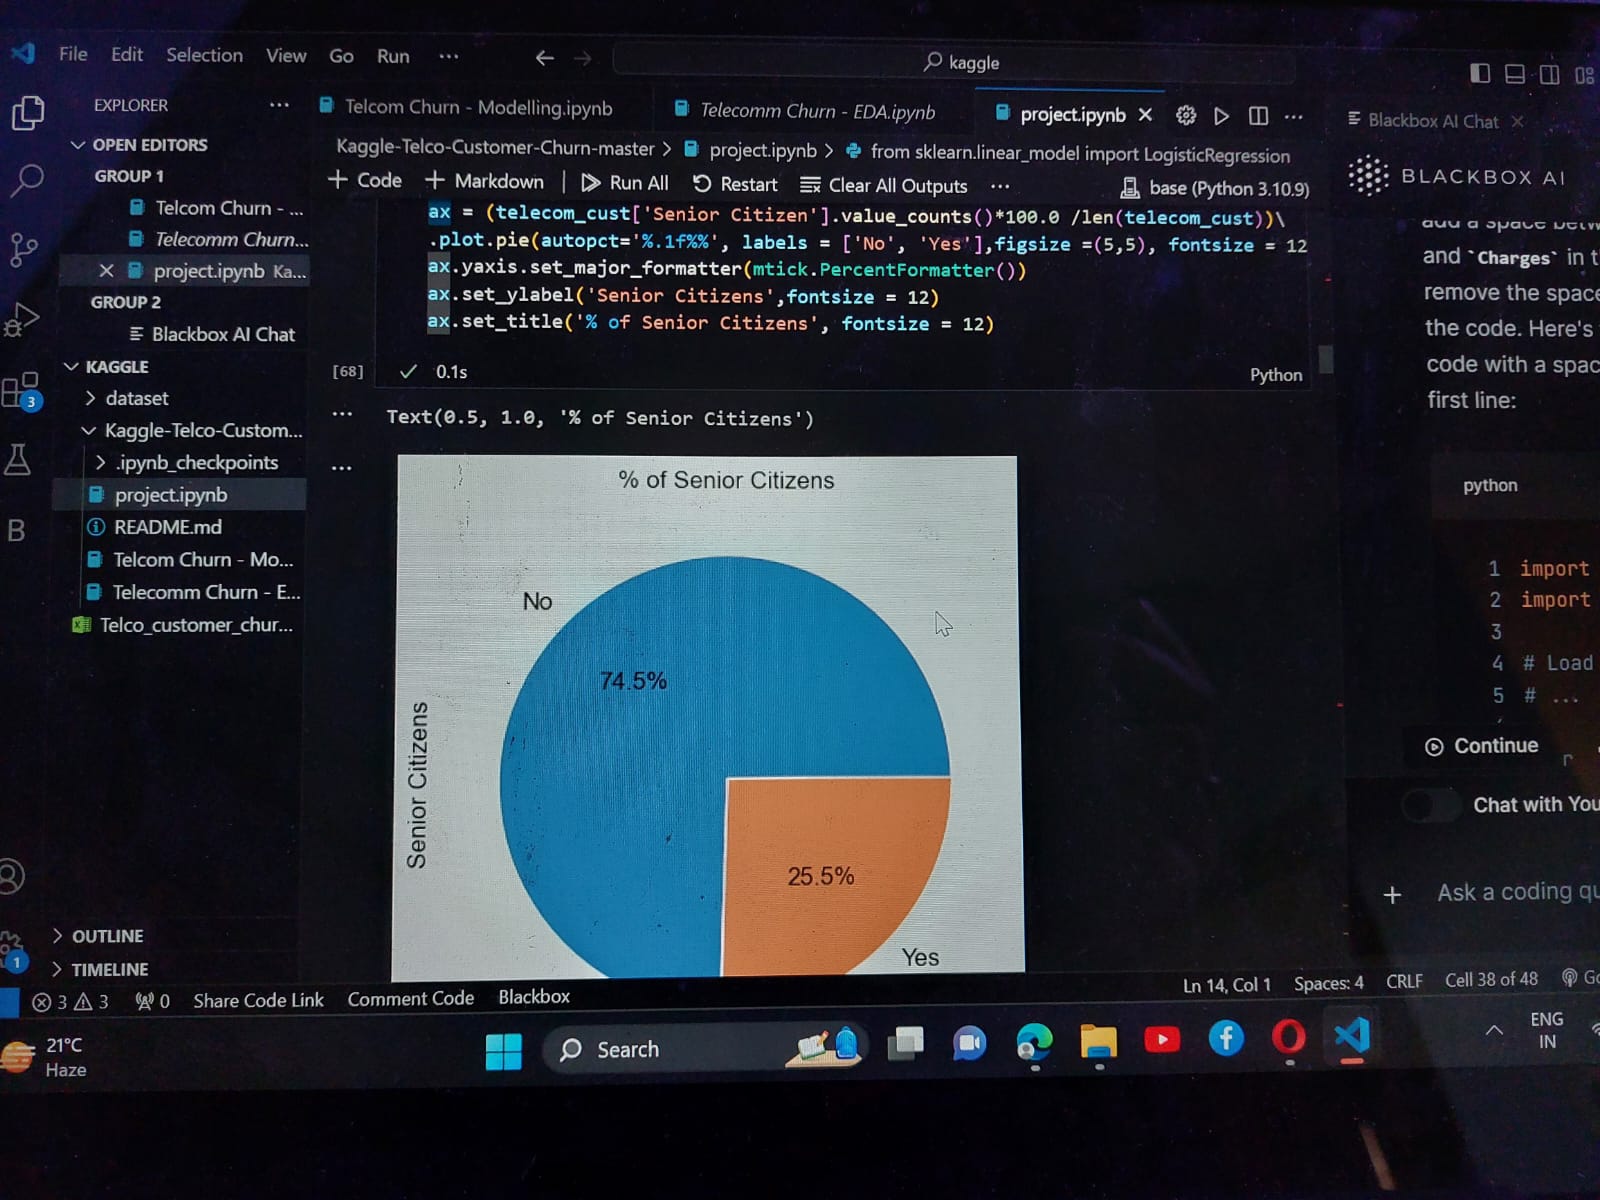 File Edit Selection View Go Run ...
kaggle
EXPLORER
OPEN EDITORS
GROUP 1
Telcom Churn - ...
Telecomm Churn...
project.ipynb Ka...
GROUP 2
Blackbox AI Chat
KAGGLE
dataset
Kaggle-Telco-Custom...
.ipynb_checkpoints
project.ipynb
README.md
Telcom Churn - Mo...
Telecomm Churn - E...
Telco_customer_chur...
OUTLINE
TIMELINE
3
B
1
Telcom Churn - Modelling.ipynb
Telecomm Churn - EDA.ipynb
project.ipynb
Kaggle-Telco-Customer-Churn-master > project.ipynb > from sklearn.linear_model import LogisticRegression
+ Code + Markdown | Run All Restart Clear All Outputs ... base (Python 3.10.9)
ax = (telecom_cust['Senior Citizen'].value_counts()*100.0 /len(telecom_cust))\
.plot.pie(autopct='%.1f%%', labels = ['No', 'Yes'],figsize =(5,5), fontsize = 12
ax.yaxis.set_major_formatter(mtick.PercentFormatter())
ax.set_ylabel('Senior Citizens',fontsize = 12)
ax.set_title('% of Senior Citizens', fontsize = 12)
[68] 0.1s Python
Text(0.5, 1.0, '% of Senior Citizens')
% of Senior Citizens
No
74.5%
Senior Citizens
25.5%
Yes
Blackbox AI Chat
BLACKBOX AI
add a space
and `Charges` in
remove the space
the code. Here's
code with a spac
first line:
python
1 import
2 import
3
4 # Load
5 # ...
Continue
Chat with You
+ Ask a coding qu
3 3 0 Share Code Link Comment Code Blackbox
Ln 14, Col 1 Spaces: 4 CRLF Cell 38 of 48 Go
21°C
Haze
Search
ENG
IN